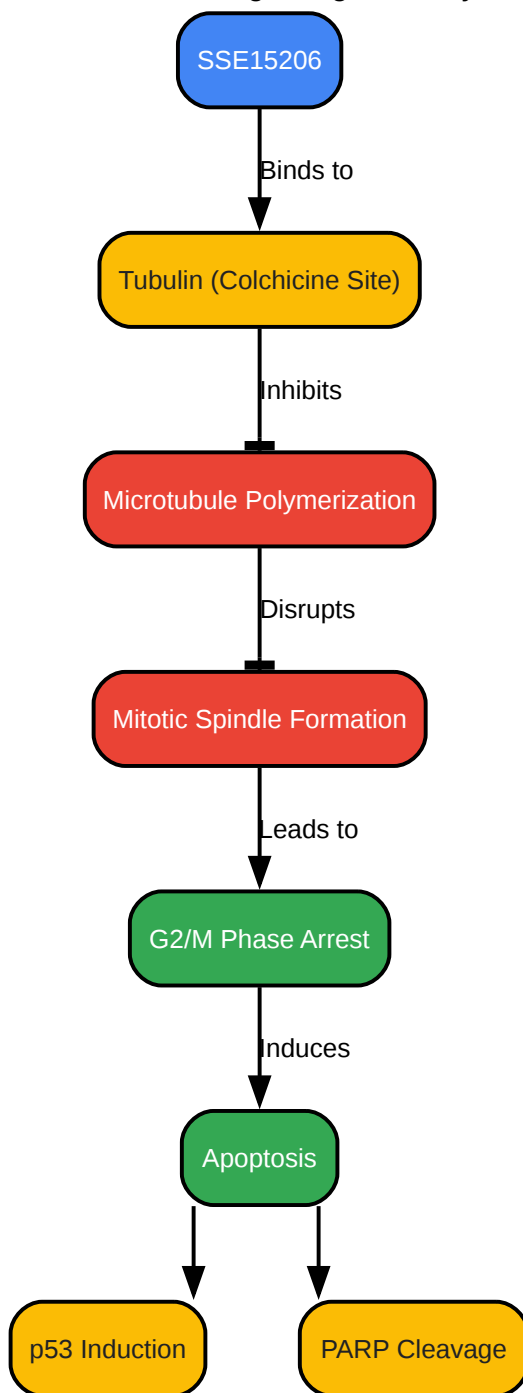 SSE15206
Binds to
Tubulin (Colchicine Site)
Inhibits
Microtubule Polymerization
Disrupts
Mitotic Spindle Formation
Leads to
G2/M Phase Arrest
Induces
Apoptosis
p53 Induction
PARP Cleavage